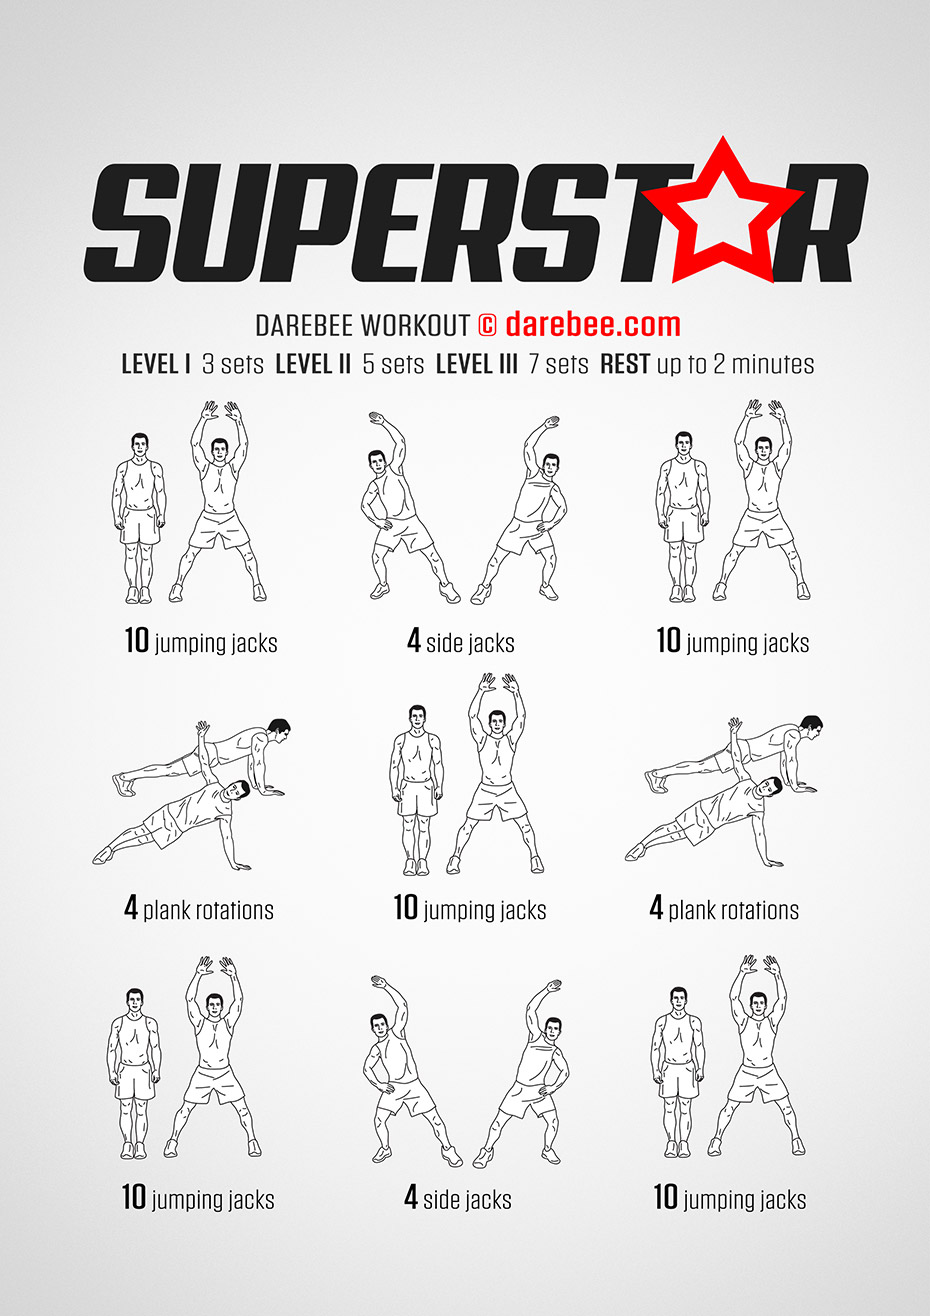 SUPERSTAR
DAREBEE WORKOUT © darebee.com
LEVEL I 3 sets LEVEL II 5 sets LEVEL III 7 sets REST up to 2 minutes
10 jumping jacks
4 side jacks
10 jumping jacks
4 plank rotations
10 jumping jacks
4 plank rotations
10 jumping jacks
4 side jacks
10 jumping jacks